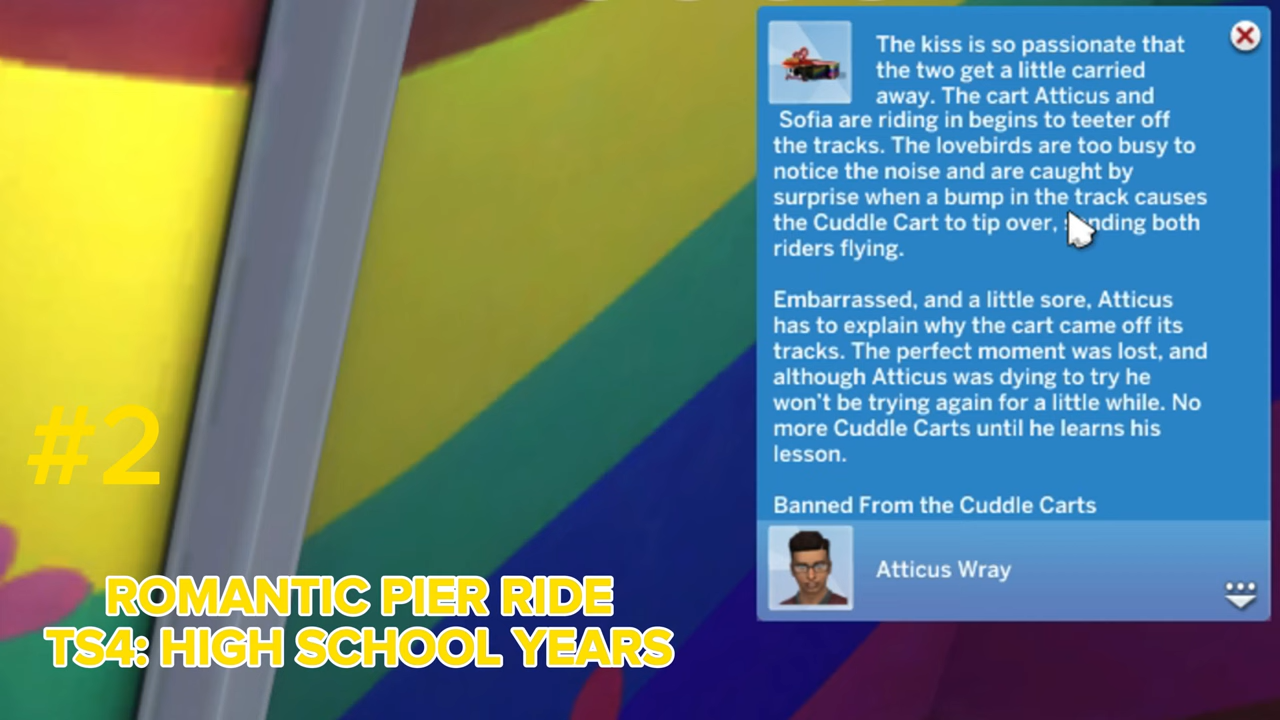 The kiss is so passionate that
the two get a little carried
away. The cart Atticus and
Sofia are riding in begins to teeter off
the tracks. The lovebirds are too busy to
notice the noise and are caught by
surprise when a bump in the track causes
the Cuddle Cart to tip over, sending both
riders flying.
Embarrassed, and a little sore, Atticus
has to explain why the cart came off its
tracks. The perfect moment was lost, and
although Atticus was dying to try he
won't be trying again for a little while. No
more Cuddle Carts until he learns his
lesson.
Banned From the Cuddle Carts
Atticus Wray
#2
ROMANTIC PIER RIDE
TS4: HIGH SCHOOL YEARS